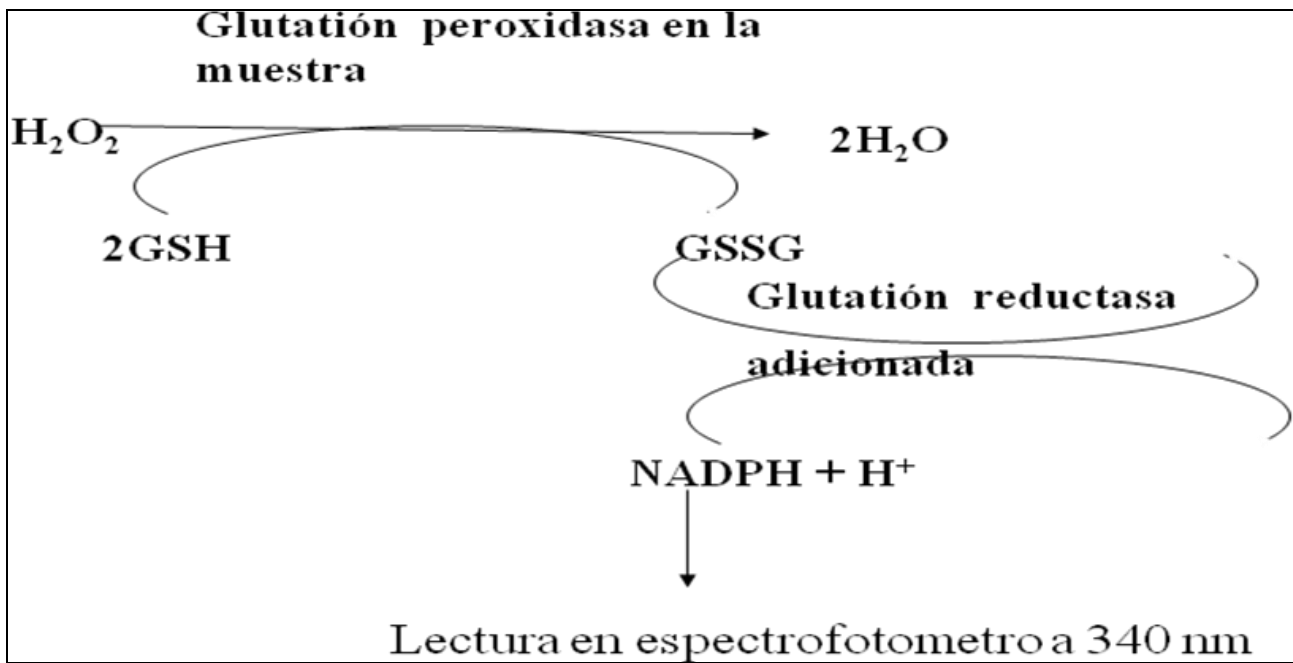 Glutatión peroxidasa en la
muestra
H₂O₂
2H₂O
2GSH
GSSG
Glutatión reductasa
adicionada
NADPH + H⁺
Lectura en espectrofotometro a 340 nm